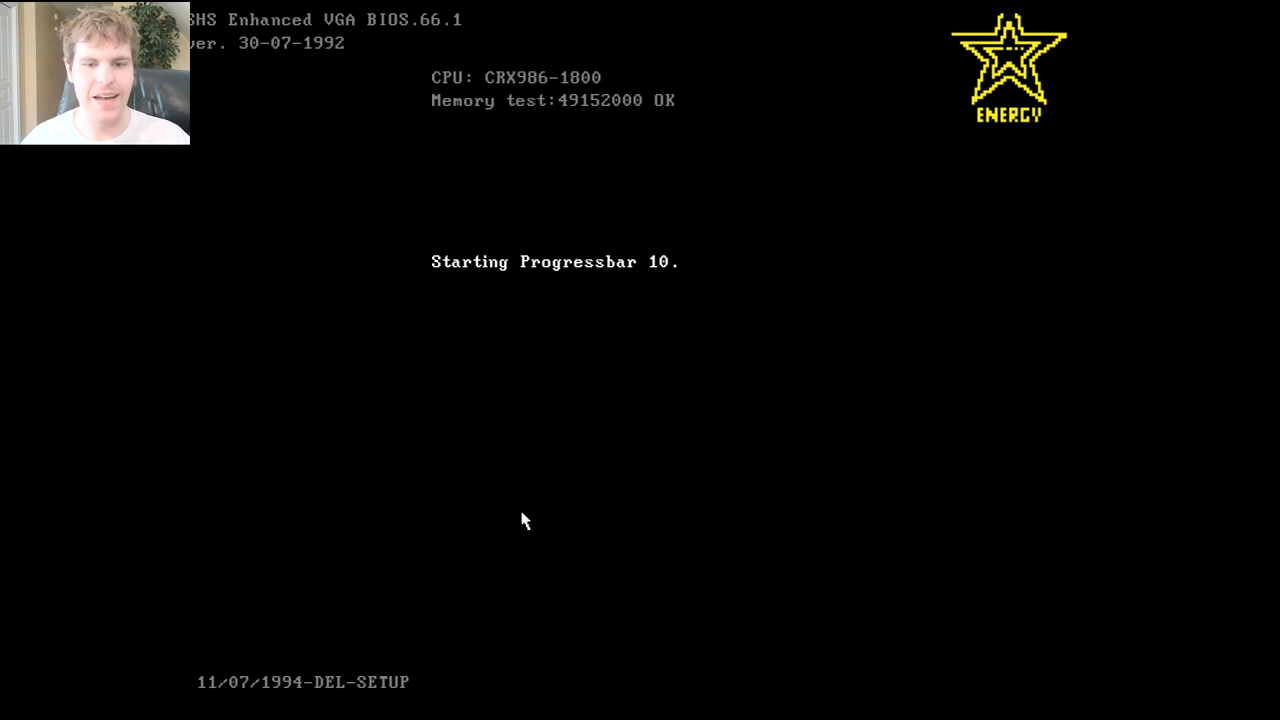 SHS Enhanced VGA BIOS.66.1
ver. 30-07-1992
CPU: CRX986-1800
Memory test:49152000 OK
ENERGY
Starting Progressbar 10.
11/07/1994-DEL-SETUP